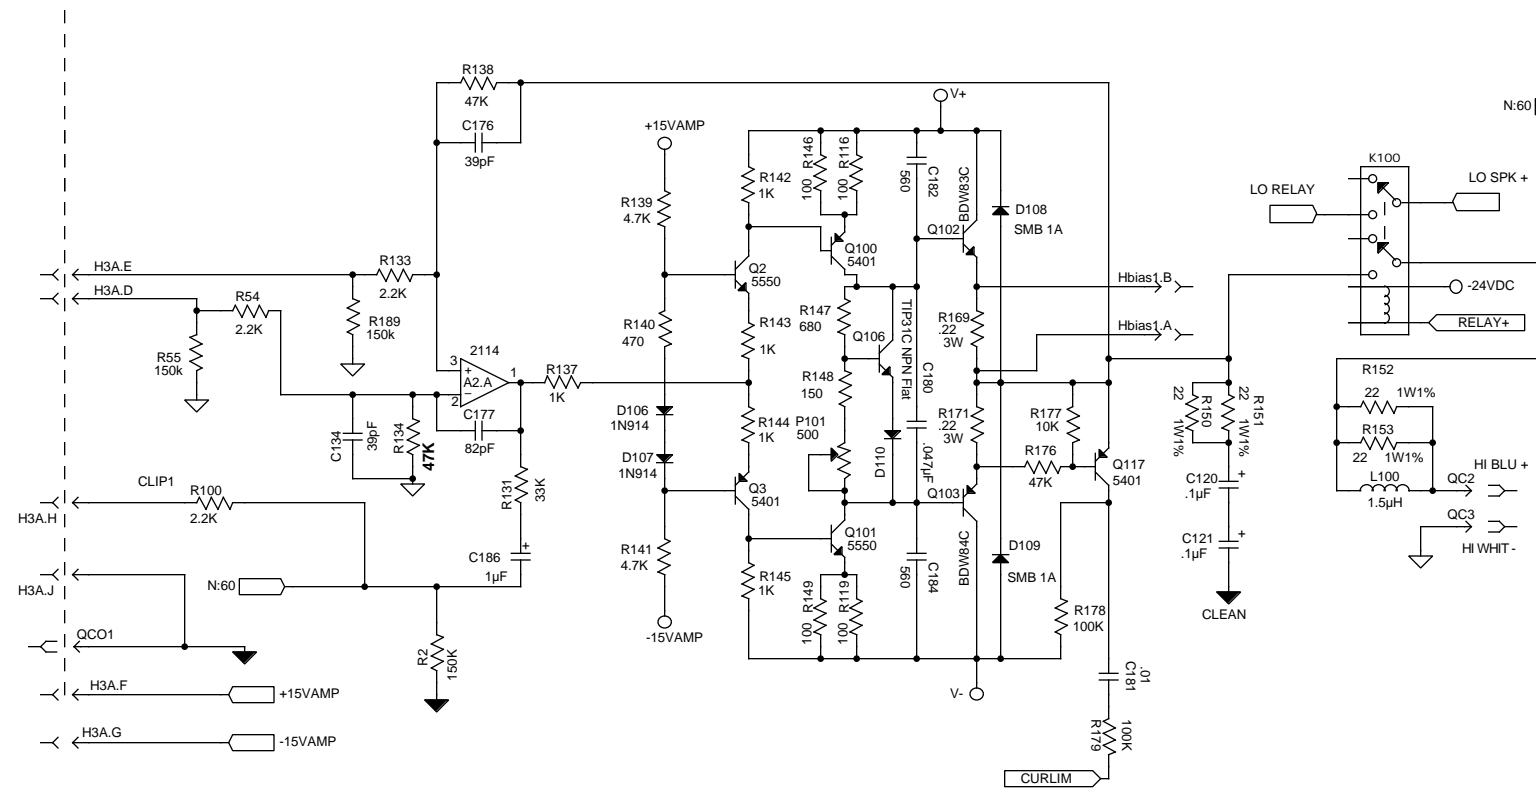 R138
47K
C176
39pF
V+
N:60
+15VAMP
R142
1K
R146
100
R116
100
C182
560
BDW83C
K100
LO RELAY
LO SPK +
R139
4.7K
D108
SMB 1A
Q102
H3A.E
R133
2.2K
Q2
5550
Q100
5401
Hbias1.B
-24VDC
H3A.D
R54
2.2K
R189
150k
R140
470
R143
1K
R147
680
TIP31C NPN Flat
R169
.22
3W
Hbias1.A
RELAY+
R55
150k
2114
3
+
A2.A
1
-
2
R137
1K
Q106
C180
.047µF
R152
22
1W1%
R148
150
D106
1N914
R144
1K
P101
500
R171
.22
3W
R177
10K
22
R150
1W1%
22
R151
1W1%
C134
39pF
R134
47K
C177
82pF
R153
22
1W1%
D107
1N914
D110
R176
47K
Q117
5401
CLIP1
R100
2.2K
H3A.H
R131
33K
Q3
5401
Q103
C120
+
.1µF
L100
1.5µH
HI BLU +
QC2
QC3
HI WHIT -
Q101
5550
C186
+
1µF
R141
4.7K
R145
1K
R149
100
R119
100
C184
560
BDW84C
D109
SMB 1A
C121
+
.1µF
CLEAN
H3A.J
N:60
R178
100K
QCO1
-15VAMP
R2
150K
V-
H3A.F
+15VAMP
C181
.01
H3A.G
-15VAMP
100K
R179
CURLIM